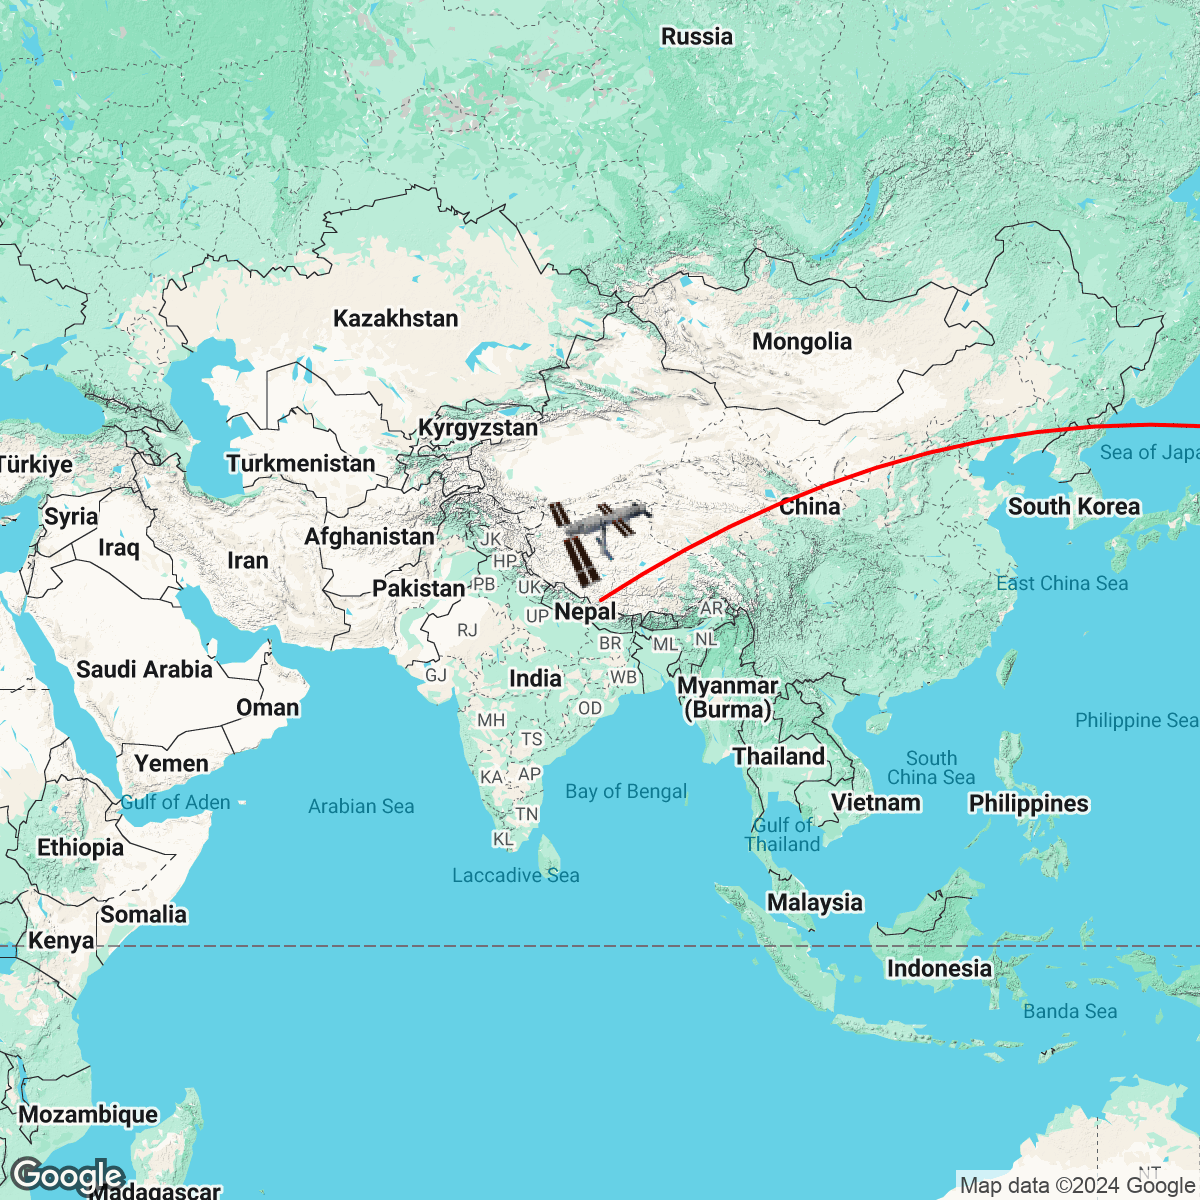 Russia
Kazakhstan
Mongolia
Kyrgyzstan
Sea of Japa
Türkiye
Turkmenistan
Syria
China
South Korea
Afghanistan
JK
Iraq
Iran
HP
East China Sea
Pakistan
PB
UK
Nepal
AR
UP
RJ
BR
ML
NL
Saudi Arabia
GJ
India
WB
Myanmar
(Burma)
Oman
OD
MH
Philippine Sea
TS
Yemen
Thailand
South
China Sea
KA
AP
Bay of Bengal
Gulf of Aden
Arabian Sea
Vietnam
Philippines
TN
Gulf of
Thailand
KL
Ethiopia
Laccadive Sea
Malaysia
Somalia
Kenya
Indonesia
Banda Sea
Mozambique
NT
Google
Madagascar
Map data ©2024 Google